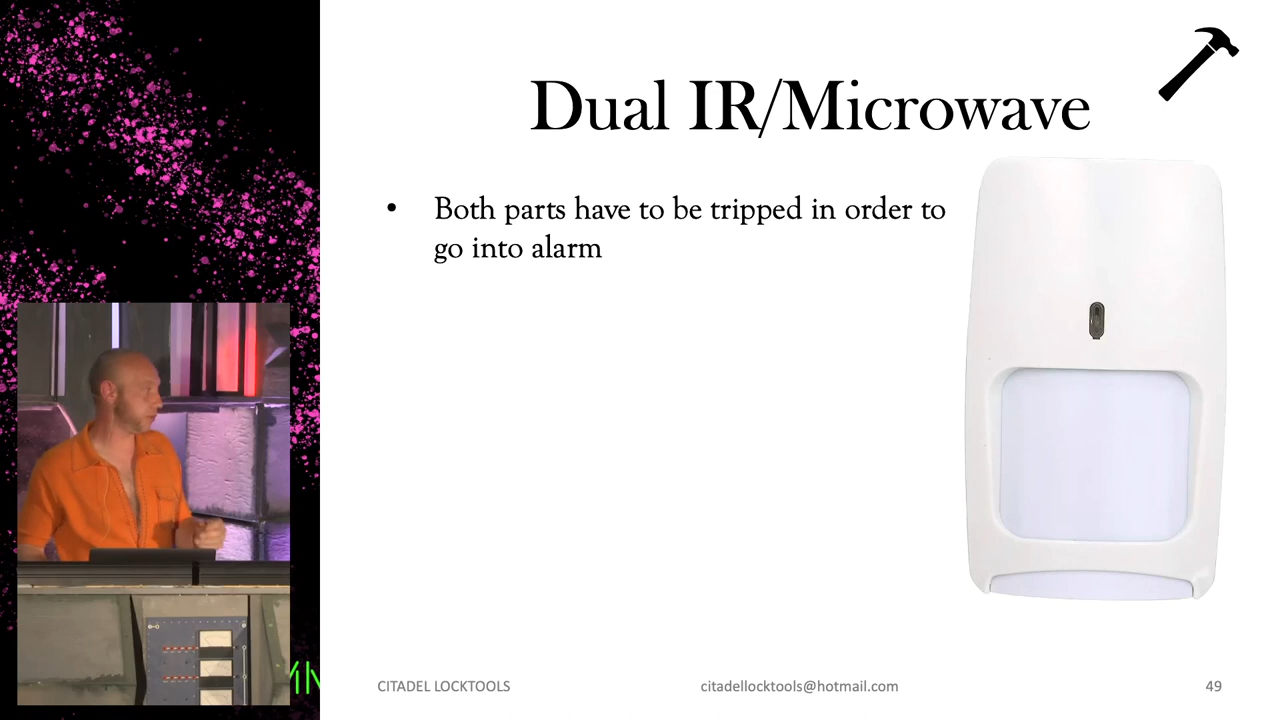 Dual IR/Microwave
• Both parts have to be tripped in order to
go into alarm
CITADEL LOCKTOOLS
citadellocktools@hotmail.com
49